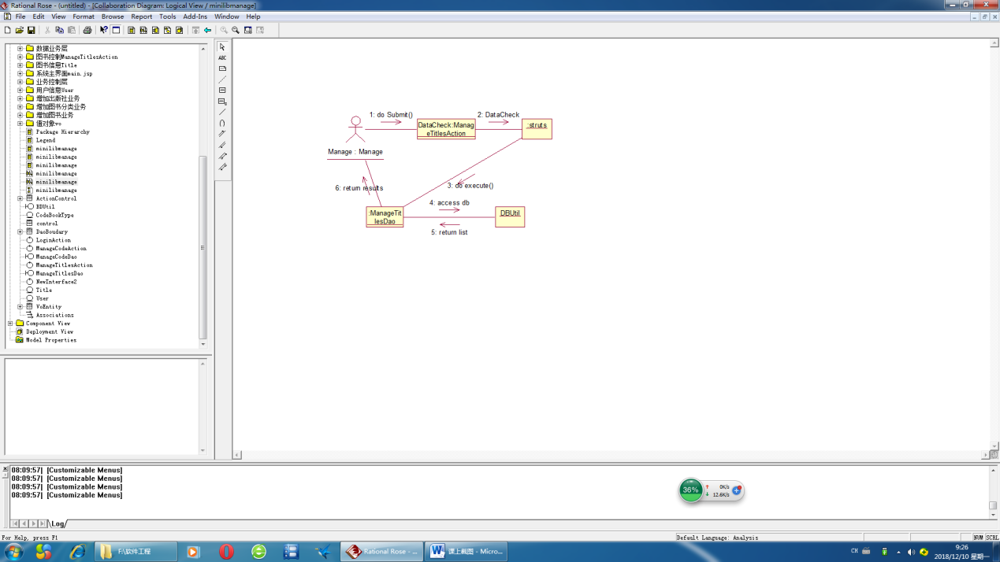 Rational Rose - (untitled) - [Collaboration Diagram: Logical View / minilibmanage]
File Edit View Format Browse Report Tools Add-Ins Window Help
数据业务层
图书控制ManageTitlesAction
图书信息Title
系统主界面main.jsp
业务控制层
用户信息User
增加出版社业务
增加图书分类业务
增加图书业务
值对象vo
Package Hierarchy
Legend
minilibmanage
minilibmanage
minilibmanage
minilibmanage
minilibmanage
minilibmanage
ActionControl
BDUtil
CodeBookType
control
DaoBoundary
LoginAction
ManageCodeAction
ManageCodeDao
ManageTitlesAction
ManageTitlesDao
NewInterface2
Title
User
VoEntity
Associations
Component View
Deployment View
Model Properties
ABC
1: do Submit()
2: DataCheck
DataCheck:Manag
eTitlesAction
:struts
Manage : Manage
6: return results
3: do execute()
4: access db
:ManageTit
lesDao
DBUtil
5: return list
08:09:57| [Customizable Menus]
08:09:57| [Customizable Menus]
08:09:57| [Customizable Menus]
08:09:57| [Customizable Menus]
Log
36%
0K/s
12.6K/s
For Help, press F1
Default Language: Analysis
NUM SCRL
F:\软件工程
Rational Rose - ...
课上截图 - Micro...
CH
9:26
2018/12/10 星期一